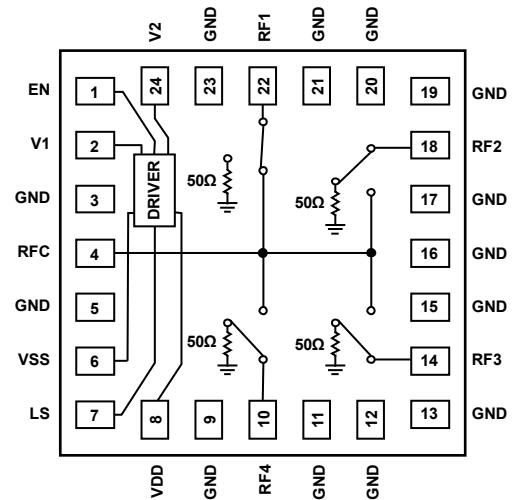 V2
GND
RF1
GND
GND
24
23
22
21
20
EN
1
19
GND
V1
2
18
RF2
DRIVER
50Ω
50Ω
GND
3
17
GND
RFC
4
16
GND
GND
5
15
GND
50Ω
50Ω
VSS
6
14
RF3
LS
7
13
GND
8
9
10
11
12
VDD
GND
RF4
GND
GND